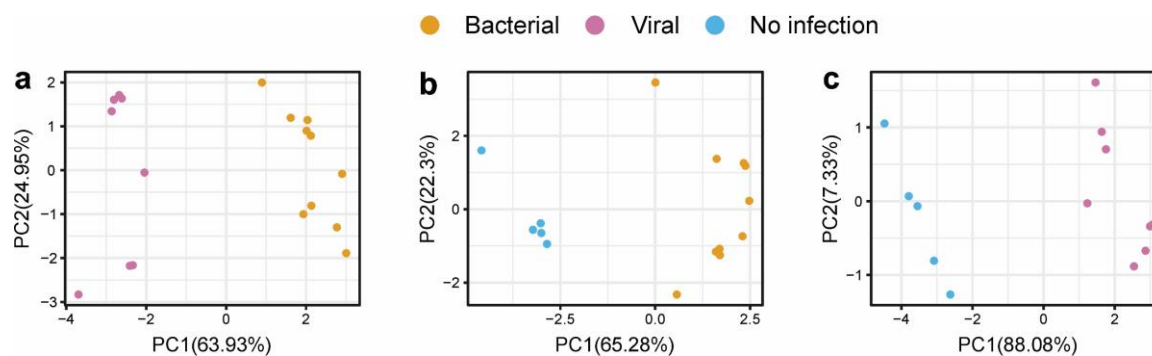 Bacterial Viral No infection
a
2
1
0
−1
−2
−3
PC2(24.95%)
−4 −2 0 2
PC1(63.93%)
b
2
0
−2
PC2(22.3%)
−2.5 0.0 2.5
PC1(65.28%)
c
1
0
−1
PC2(7.33%)
−4 −2 0 2
PC1(88.08%)